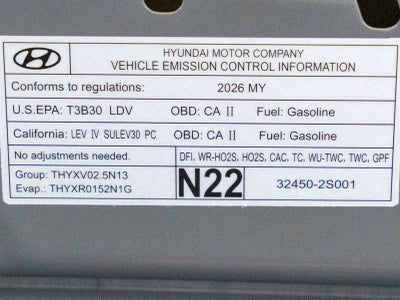 HYUNDAI MOTOR COMPANY
VEHICLE EMISSION CONTROL INFORMATION
Conforms to regulations: 2026 MY
U.S.EPA: T3B30 LDV OBD: CA II Fuel: Gasoline
California: LEV IV SULEV30 PC OBD: CA II Fuel: Gasoline
No adjustments needed. DFI, WR-HO2S, HO2S, CAC, TC, WU-TWC, TWC, GPF
Group: THYXV02.5N13
Evap.: THYXR0152N1G
N22 32450-2S001